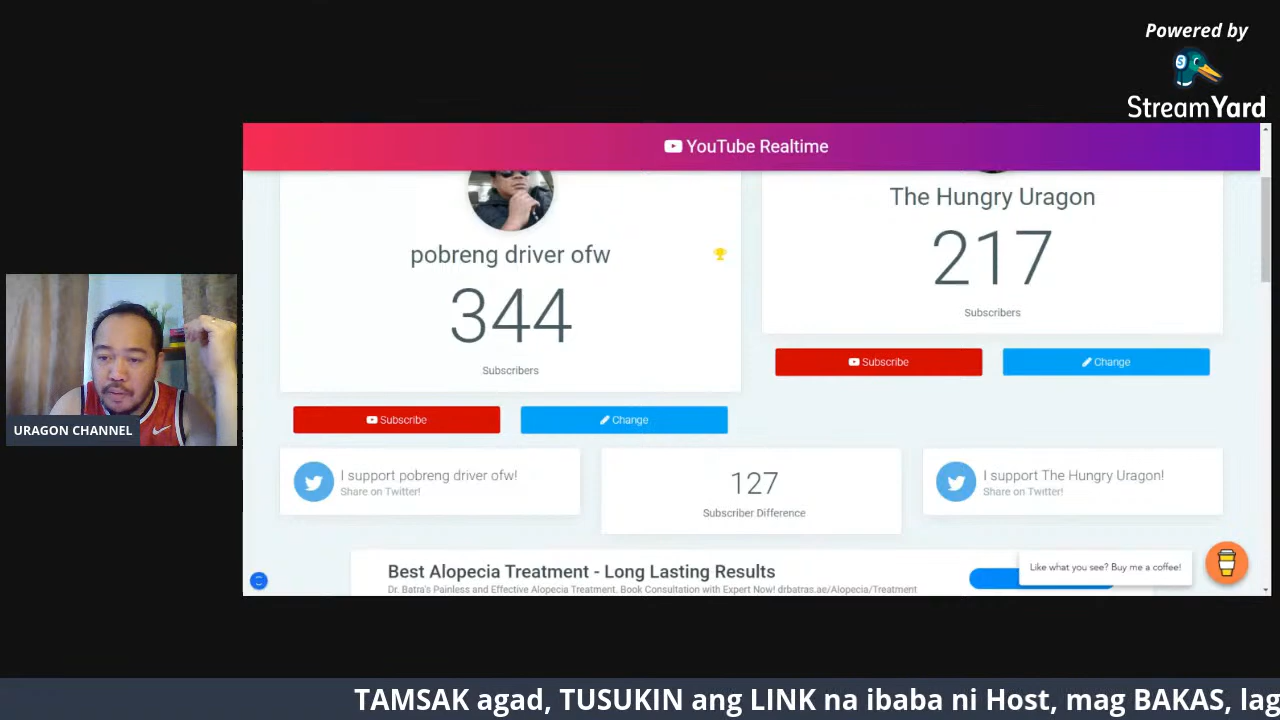 Powered by
StreamYard
YouTube Realtime
pobreng driver ofw
344
Subscribers
Subscribe
Change
The Hungry Uragon
217
Subscribers
Subscribe
Change
URAGON CHANNEL
I support pobreng driver ofw!
Share on Twitter!
127
Subscriber Difference
I support The Hungry Uragon!
Share on Twitter!
Best Alopecia Treatment - Long Lasting Results
Dr. Batra's Painless and Effective Alopecia Treatment. Book Consultation with Expert Now! drbatras.ae/Alopecia/Treatment
Like what you see? Buy me a coffee!
TAMSAK agad, TUSUKIN ang LINK na ibaba ni Host, mag BAKAS, lag